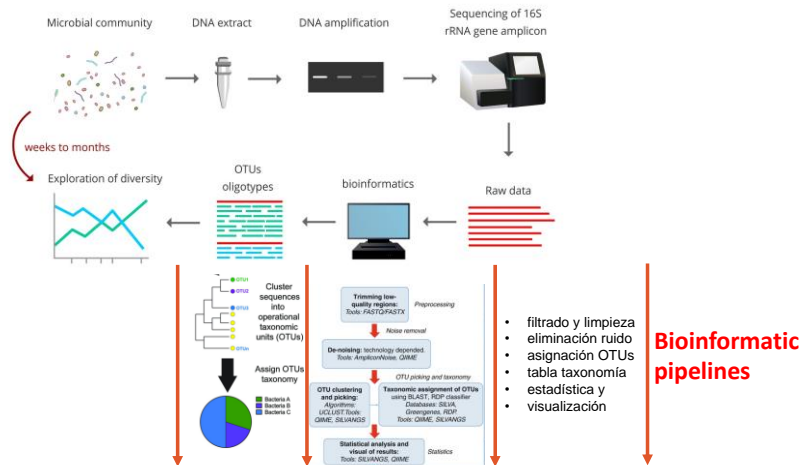 Microbial community
DNA extract
DNA amplification
Sequencing of 16S
rRNA gene amplicon
weeks to months
Exploration of diversity
OTUs
oligotypes
bioinformatics
Raw data
OTU1
OTU2
OTU3
OTUn
Cluster
sequences
into
operational
taxonomic
units (OTUs)
Assign OTUs
taxonomy
Bacteria A
Bacteria B
Bacteria C
Trimming low-
quality regions:
Tools: FASTQ/FASTX
Preprocessing
Noise removal
De-noising: technology depended.
Tools: AmpliconNoise, QIIME
OTU picking and taxonomy
OTU clustering
and picking:
Algorithms:
UCLUST.Tools:
QIIME, SILVANGS
Taxonomic assignment of OTUs
using BLAST, RDP classifier
Databases: SILVA,
Greengenes, RDP.
Tools: QIIME, SILVANGS
Statistical analysis and
visual of results:
Tools: SILVANGS, QIIME
Statistics
• filtrado y limpieza
• eliminación ruido
• asignación OTUs
• tabla taxonomía
• estadística y
• visualización
Bioinformatic
pipelines